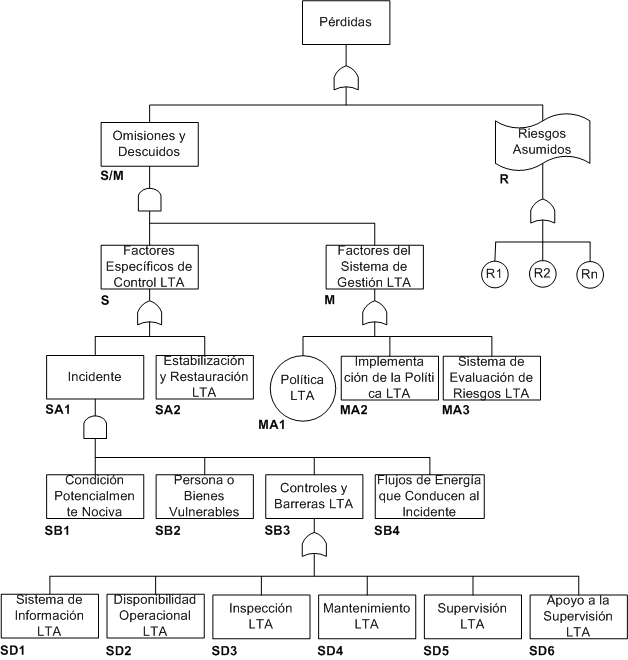 Pérdidas
Omisiones y
Descuidos
S/M
Riesgos
Asumidos
R
Factores
Específicos de
Control LTA
S
Factores del
Sistema de
Gestión LTA
M
R1
R2
Rn
Incidente
SA1
Estabilización
y Restauración
LTA
SA2
Política
LTA
MA1
Implementa
ción de la Políti
ca LTA
MA2
Sistema de
Evaluación de
Riesgos LTA
MA3
Condición
Potencialmen
te Nociva
SB1
Persona o
Bienes
Vulnerables
SB2
Controles y
Barreras LTA
SB3
Flujos de Energía
que Conducen al
Incidente
SB4
Sistema de
Información
LTA
SD1
Disponibilidad
Operacional
LTA
SD2
Inspección
LTA
SD3
Mantenimiento
LTA
SD4
Supervisión
LTA
SD5
Apoyo a la
Supervisión
LTA
SD6